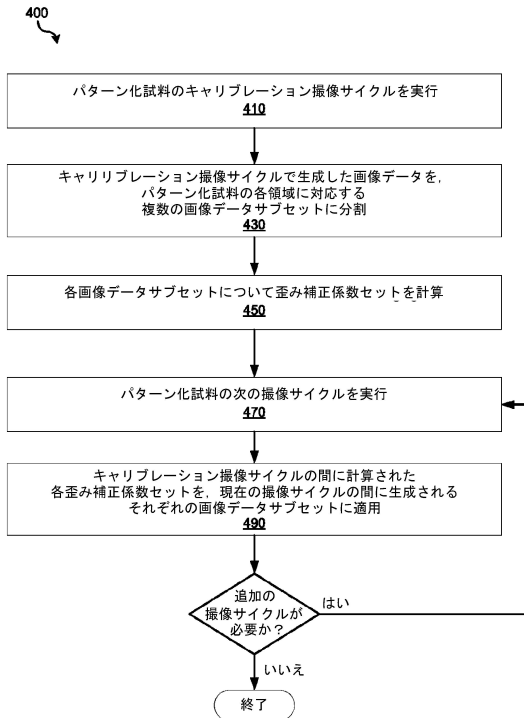 400
パターン化試料のキャリブレーション撮像サイクルを実行
410
キャリリブレーション撮像サイクルで生成した画像データを,
パターン化試料の各領域に対応する
複数の画像データサブセットに分割
430
各画像データサブセットについて歪み補正係数セットを計算
450
パターン化試料の次の撮像サイクルを実行
470
キャリブレーション撮像サイクルの間に計算された
各歪み補正係数セットを, 現在の撮像サイクルの間に生成される
それぞれの画像データサブセットに適用
490
追加の
撮像サイクルが
必要か?
はい
いいえ
終了